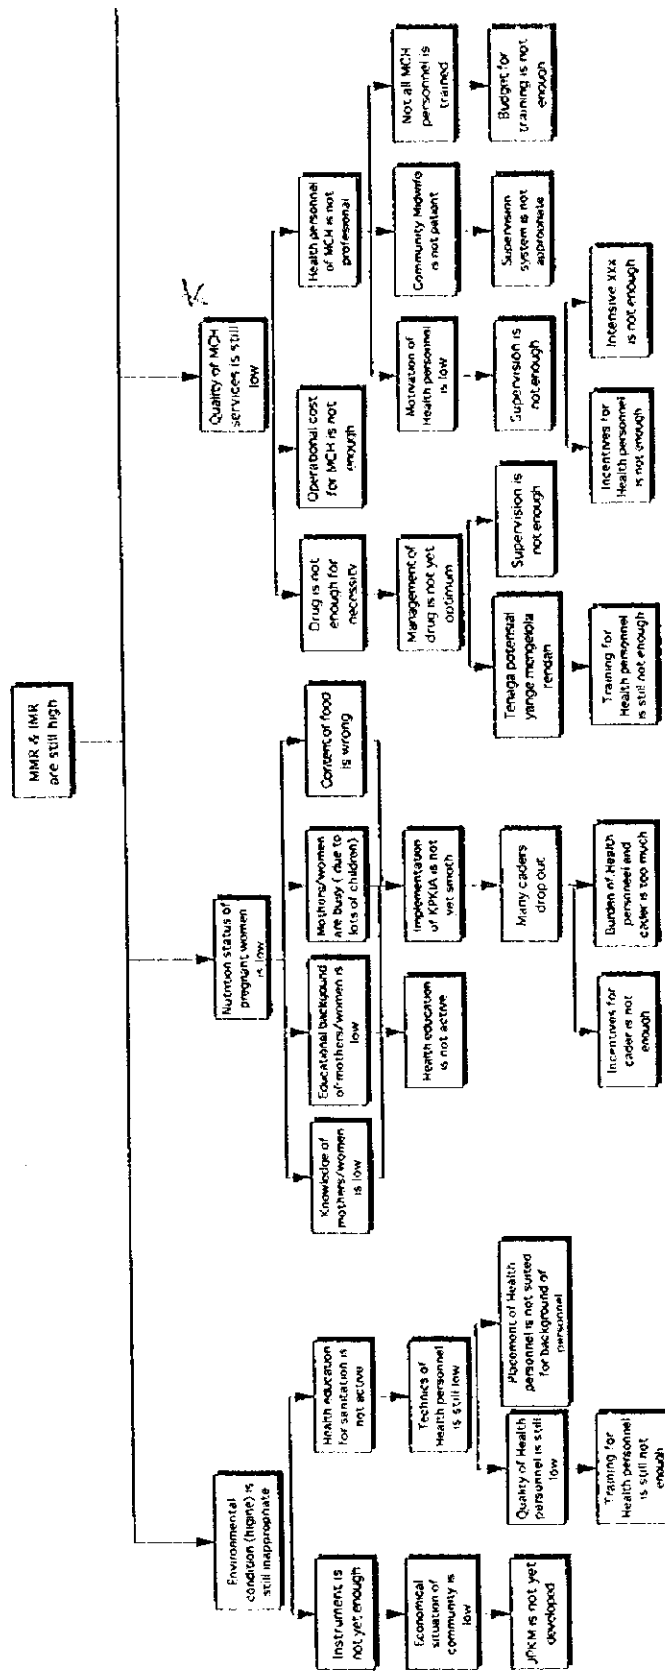 MMR & IMR
are still high
Environmental
condition (higine) is
still inappropriate
Nutrition status of
pregnant women
is low
Quality of MCH
services is still
low
Instrument is
not yet enough
Health education
for sanitation is
not active
Knowledge of
mothers/women
is low
Educational backgound
of mothers/women is
low
Mothers/women
are busy ( due to
lots of children)
Content of food
is wrong
Drug is not
enough for
necessity
Operational cost
for MCH is not
enough
Health personnel
of MCH is not
profesional
Economical
situation of
community is
low
Technics of
Health personnel
is still low
Health education
is not active
Implementation
of KPKIA is not
yet smoth
Management of
drug is not yet
optimum
Motivation of
Health personnel
is low
Community Midwife
is not patient
Not all MCH
personnel is
trained
JPKM is not yet
developed
Quality of Health
personnel is still
low
Placement of Health
personnel is not suited
for background of
personnel
Many caders
drop out
Tenaga potensial
yange mengelola
rendah
Supervision is
not enough
Supervision is
not enough
Supervision
system is not
approprate
Budget for
training is not
enough
Training for
Health personnel
is still not
enough
Incentives for
cader is not
enough
Burden of Health
personnel and
cader is too much
Training for
Health personnel
is still not enough
Incentives for
Health personnel
is not enough
Intensive XXx
is not enough